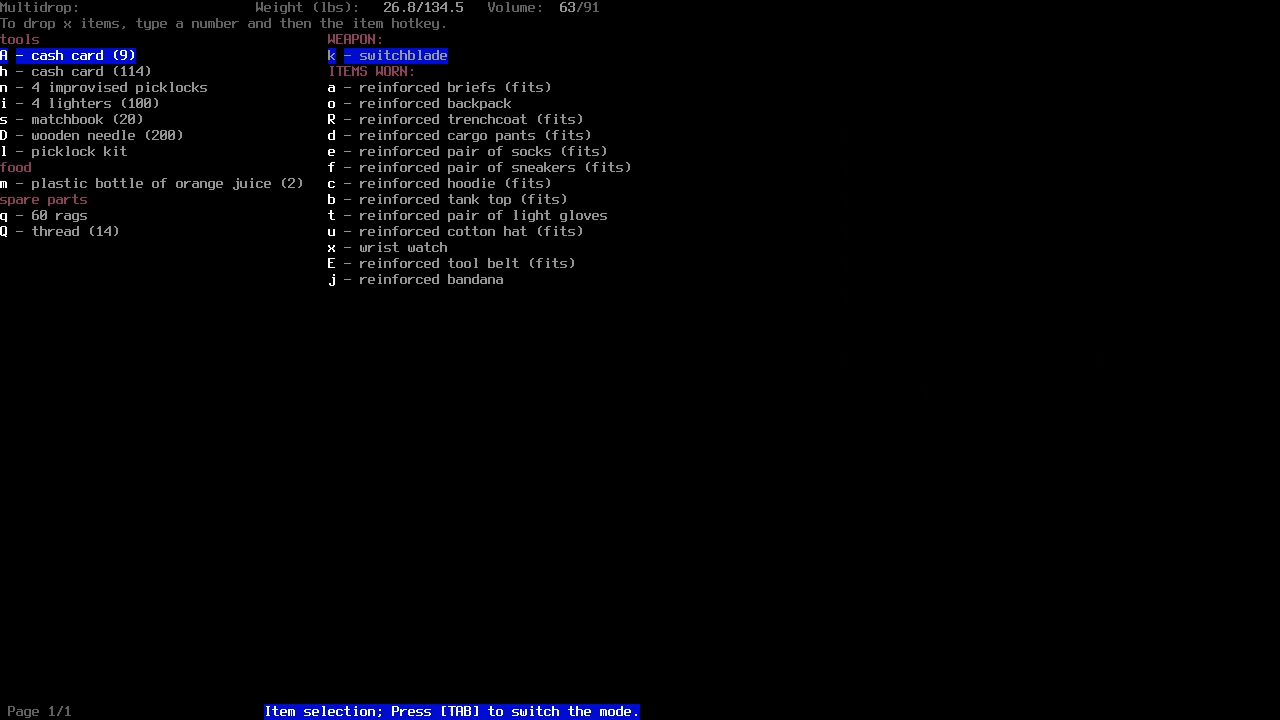 Multidrop: Weight (lbs): 26.8/134.5 Volume: 63/91
To drop x items, type a number and then the item hotkey.
tools
A - cash card (9)
h - cash card (114)
n - 4 improvised picklocks
i - 4 lighters (100)
s - matchbook (20)
D - wooden needle (200)
l - picklock kit
food
m - plastic bottle of orange juice (2)
spare parts
q - 60 rags
Q - thread (14)
WEAPON:
k - switchblade
ITEMS WORN:
a - reinforced briefs (fits)
o - reinforced backpack
R - reinforced trenchcoat (fits)
d - reinforced cargo pants (fits)
e - reinforced pair of socks (fits)
f - reinforced pair of sneakers (fits)
c - reinforced hoodie (fits)
b - reinforced tank top (fits)
t - reinforced pair of light gloves
u - reinforced cotton hat (fits)
x - wrist watch
E - reinforced tool belt (fits)
j - reinforced bandana
Page 1/1
Item selection; Press [TAB] to switch the mode.